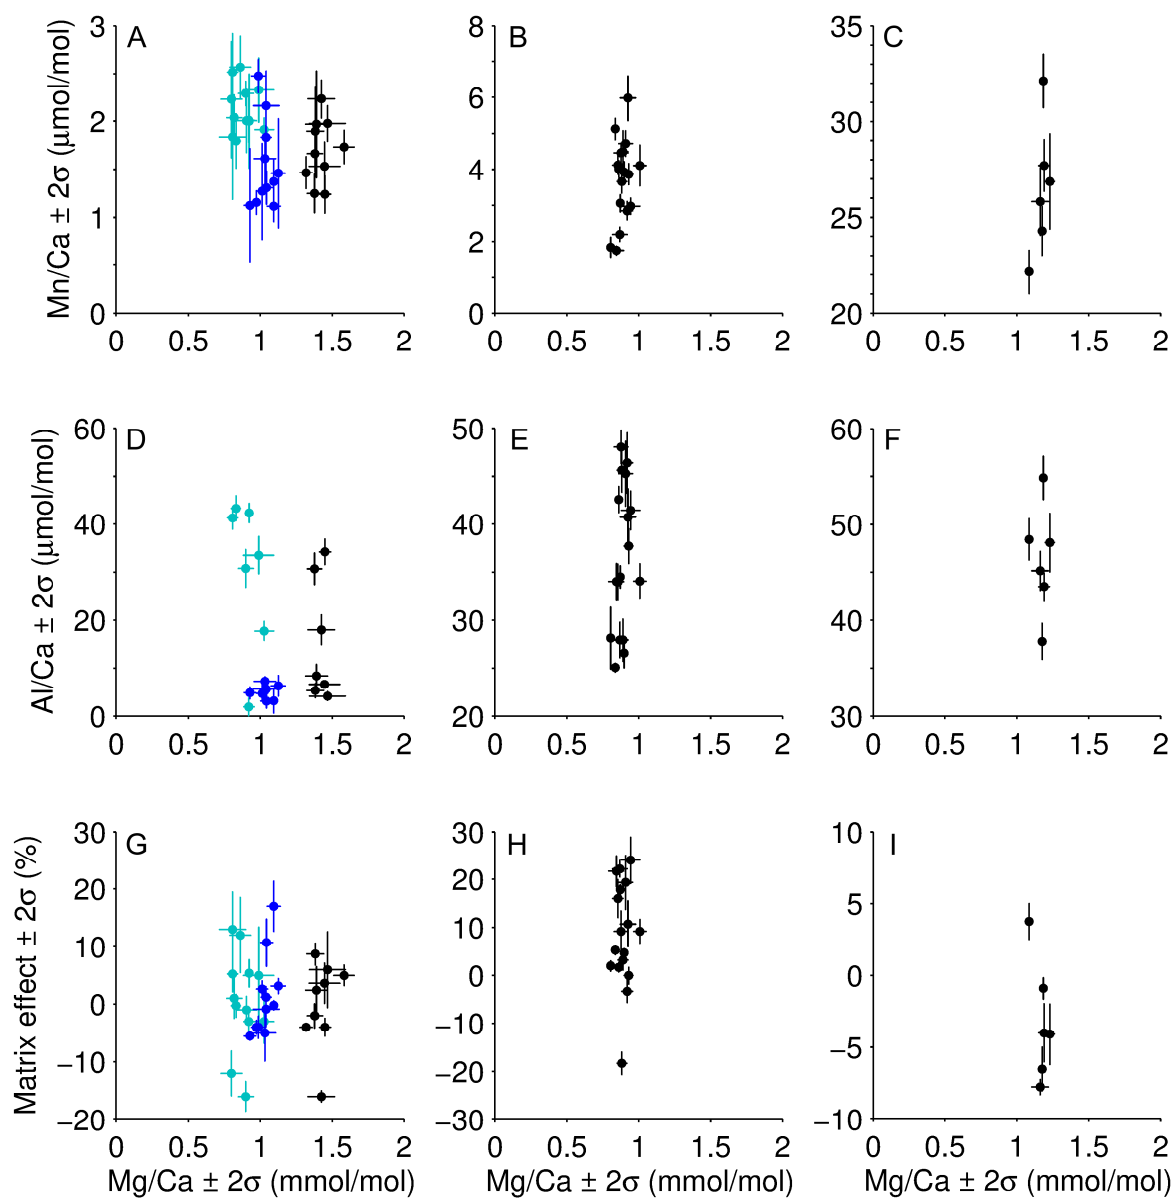 A
3
2
1
0
Mn/Ca ± 2σ (μmol/mol)
0 0.5 1 1.5 2
B
8
6
4
2
0
0 0.5 1 1.5 2
C
35
30
25
20
0 0.5 1 1.5 2
D
60
40
20
0
Al/Ca ± 2σ (μmol/mol)
0 0.5 1 1.5 2
E
50
40
30
20
0 0.5 1 1.5 2
F
60
50
40
30
0 0.5 1 1.5 2
G
30
20
10
0
−10
−20
Matrix effect ± 2σ (%)
0 0.5 1 1.5 2
Mg/Ca ± 2σ (mmol/mol)
H
30
20
10
0
−10
−20
−30
0 0.5 1 1.5 2
Mg/Ca ± 2σ (mmol/mol)
I
10
5
0
−5
−10
0 0.5 1 1.5 2
Mg/Ca ± 2σ (mmol/mol)